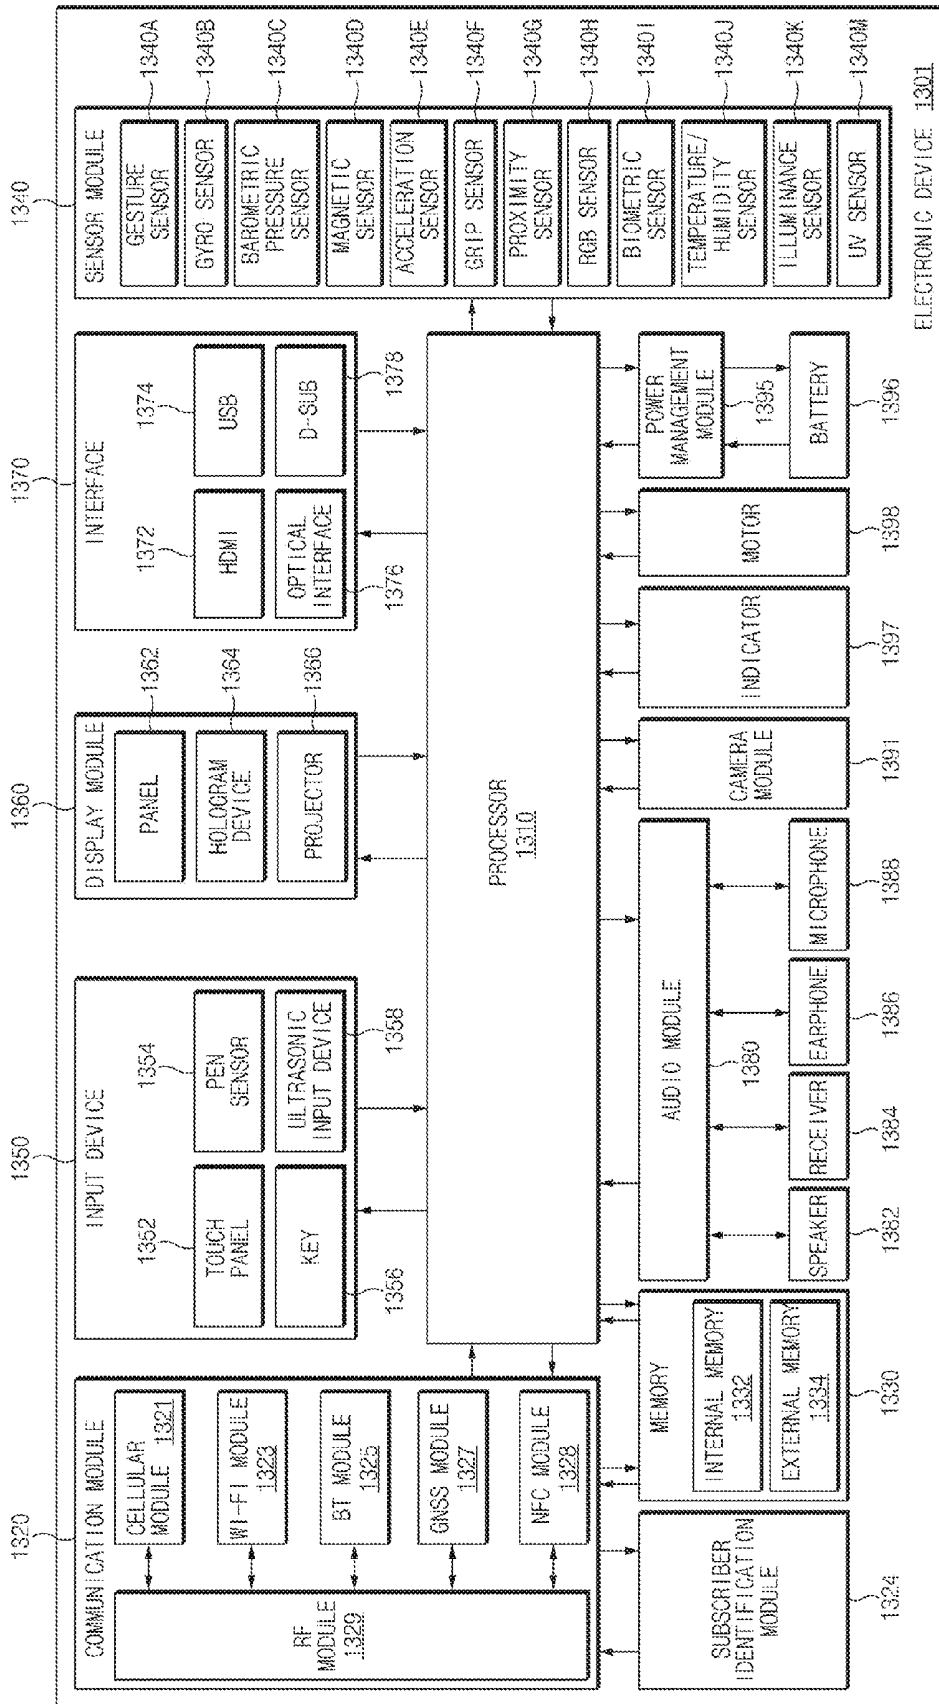 ELECTRONIC DEVICE 1301
1320
COMMUNICATION MODULE
CELLULAR
MODULE 1321
WI-FI MODULE
1323
BT MODULE
1325
GNSS MODULE
1327
NFC MODULE
1328
RF
MODULE
1329
1350
INPUT DEVICE
1352
TOUCH
PANEL
1354
PEN
SENSOR
KEY
1356
ULTRASONIC
INPUT DEVICE
1358
1360
DISPLAY MODULE
PANEL
1362
HOLOGRAM
DEVICE
1364
PROJECTOR
1366
1370
INTERFACE
1372
HDMI
1374
USB
OPTICAL
INTERFACE
1376
D-SUB
1378
1340
SENSOR MODULE
GESTURE
SENSOR
1340A
GYRO SENSOR
1340B
BAROMETRIC
PRESSURE
SENSOR
1340C
MAGNETIC
SENSOR
1340D
ACCELERATION
SENSOR
1340E
GRIP SENSOR
1340F
PROXIMITY
SENSOR
1340G
RGB SENSOR
1340H
BIOMETRIC
SENSOR
1340I
TEMPERATURE/
HUMIDITY
SENSOR
1340J
ILLUMINANCE
SENSOR
1340K
UV SENSOR
1340M
PROCESSOR
1310
SUBSCRIBER
IDENTIFICATION
MODULE
1324
MEMORY
INTERNAL MEMORY
1332
EXTERNAL MEMORY
1334
1330
AUDIO MODULE
1380
SPEAKER
1382
RECEIVER
1384
EARPHONE
1386
MICROPHONE
1388
CAMERA
MODULE
1391
INDICATOR
1397
MOTOR
1398
POWER
MANAGEMENT
MODULE
1395
BATTERY
1396